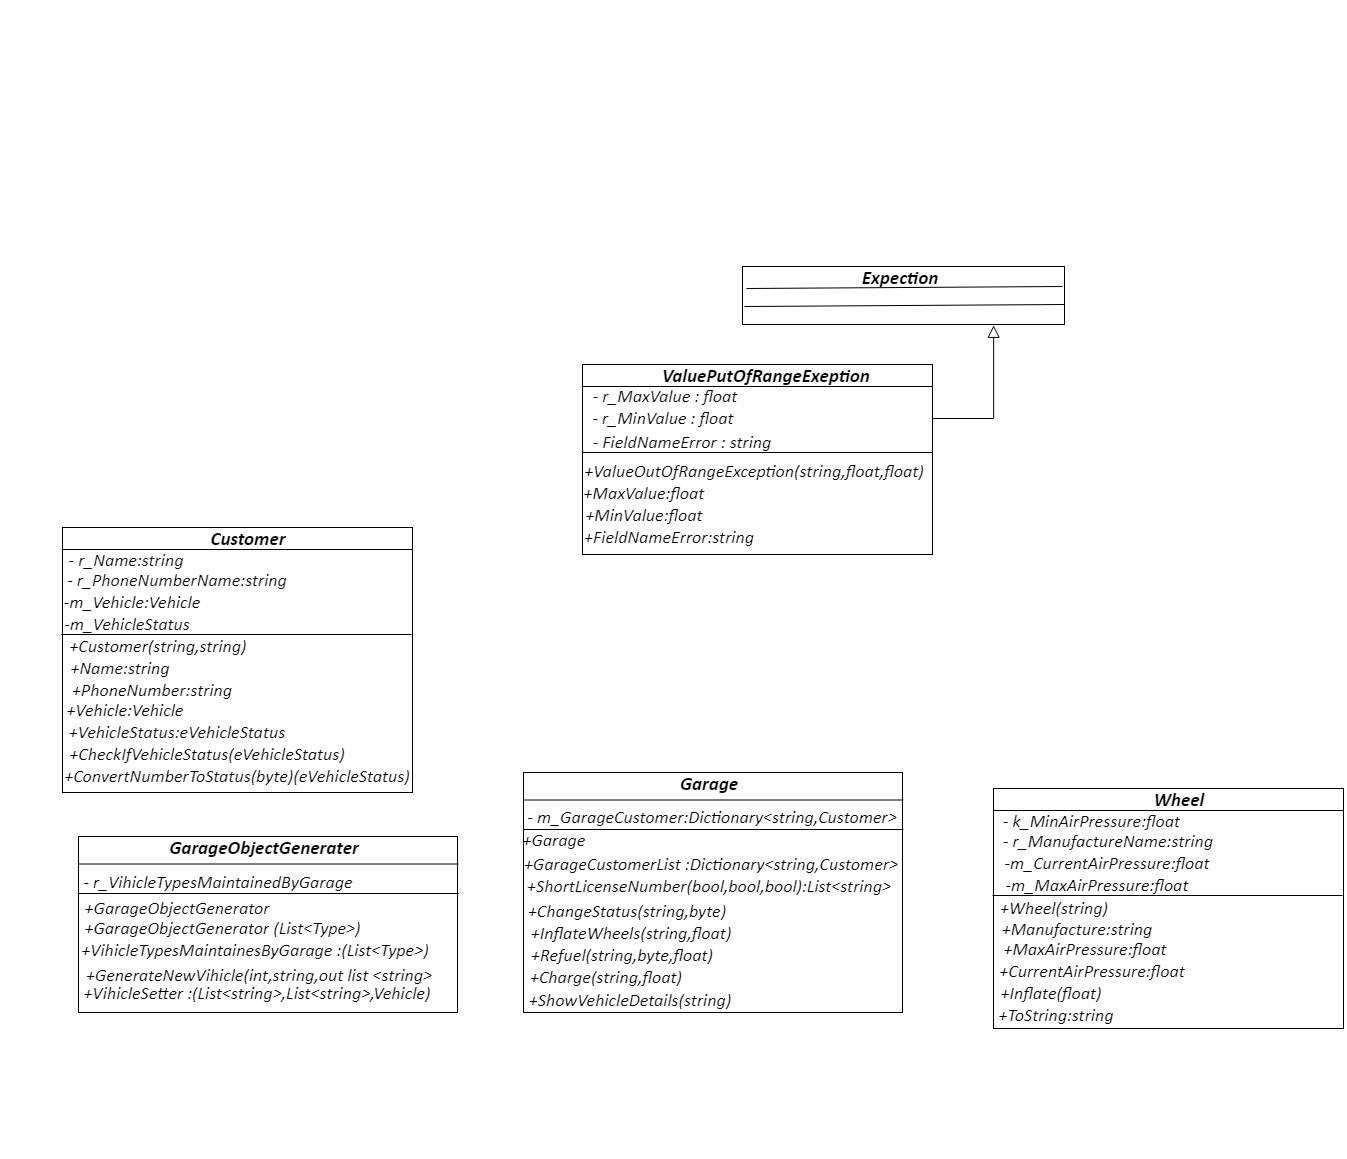 Expection
ValuePutOfRangeExeption
- r_MaxValue : float
- r_MinValue : float
- FieldNameError : string
+ValueOutOfRangeException(string,float,float)
+MaxValue:float
+MinValue:float
+FieldNameError:string
Customer
- r_Name:string
- r_PhoneNumberName:string
-m_Vehicle:Vehicle
-m_VehicleStatus
+Customer(string,string)
+Name:string
+PhoneNumber:string
+Vehicle:Vehicle
+VehicleStatus:eVehicleStatus
+CheckIfVehicleStatus(eVehicleStatus)
+ConvertNumberToStatus(byte)(eVehicleStatus)
GarageObjectGenerater
- r_VihicleTypesMaintainedByGarage
+GarageObjectGenerator
+GarageObjectGenerator (List<Type>)
+VihicleTypesMaintainesByGarage :(List<Type>)
+GenerateNewVihicle(int,string,out list <string>
+VihicleSetter :(List<string>,List<string>,Vehicle)
Garage
- m_GarageCustomer:Dictionary<string,Customer>
+Garage
+GarageCustomerList :Dictionary<string,Customer>
+ShortLicenseNumber(bool,bool,bool):List<string>
+ChangeStatus(string,byte)
+InflateWheels(string,float)
+Refuel(string,byte,float)
+Charge(string,float)
+ShowVehicleDetails(string)
Wheel
- k_MinAirPressure:float
- r_ManufactureName:string
-m_CurrentAirPressure:float
-m_MaxAirPressure:float
+Wheel(string)
+Manufacture:string
+MaxAirPressure:float
+CurrentAirPressure:float
+Inflate(float)
+ToString:string